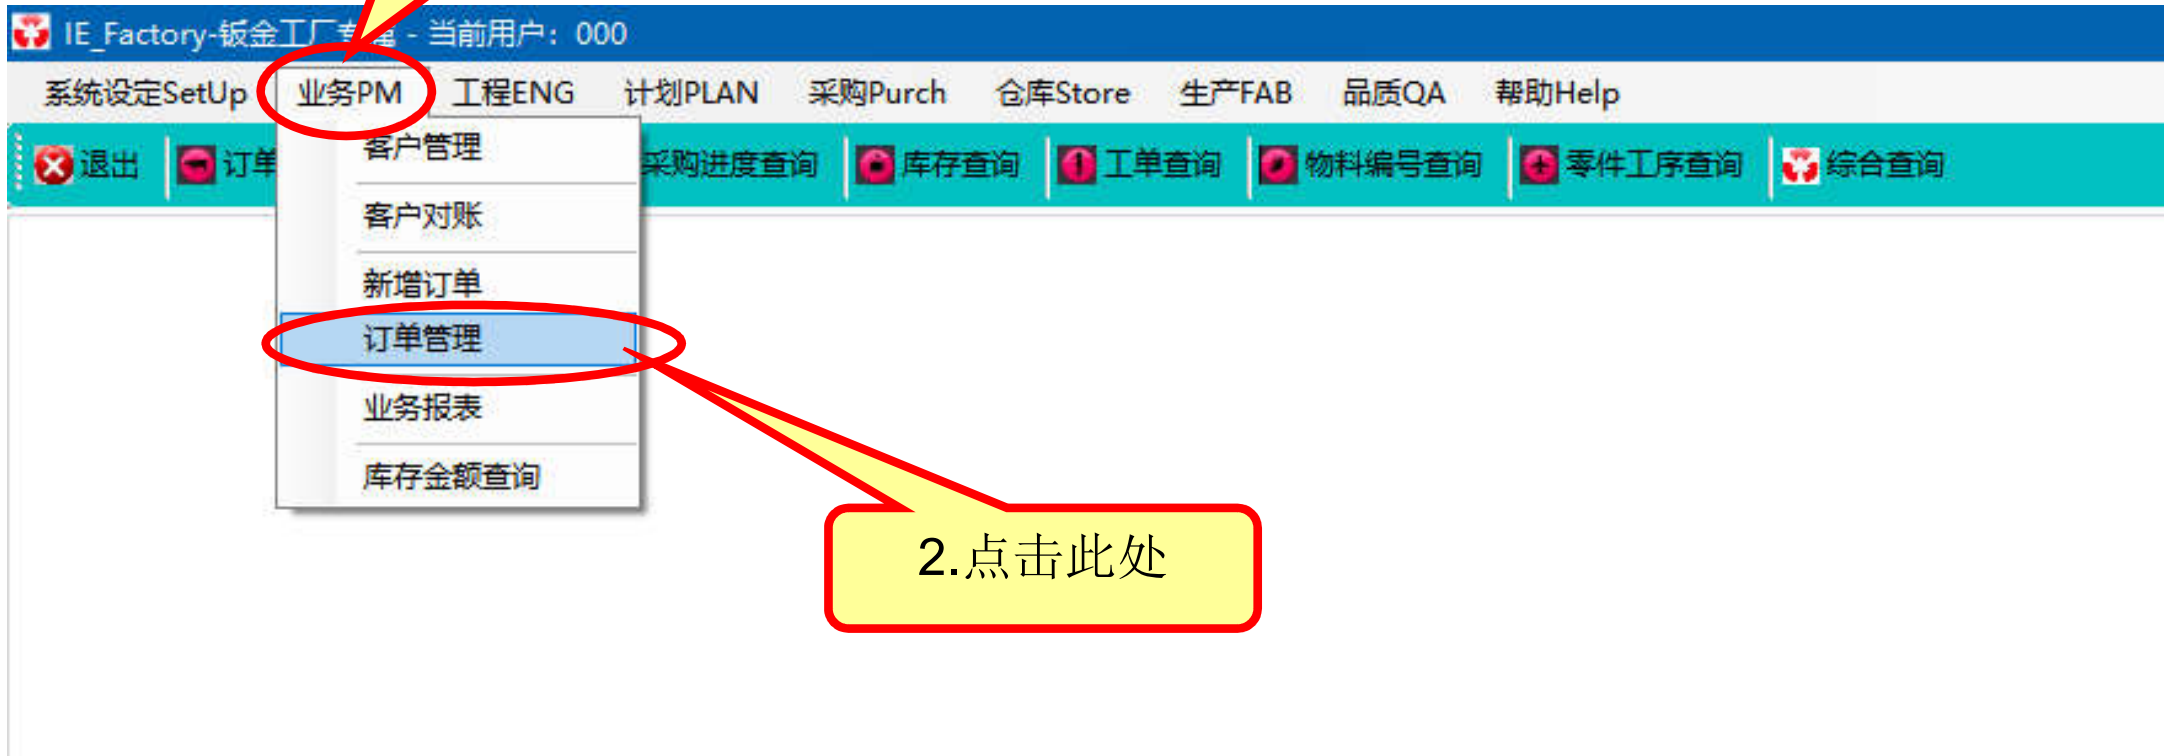 IE_Factory-钣金工厂专属 - 当前用户：000
系统设定SetUp 业务PM 工程ENG 计划PLAN 采购Purch 仓库Store 生产FAB 品质QA 帮助Help
退出 订单 采购进度查询 库存查询 工单查询 物料编号查询 零件工序查询 综合查询
客户管理
客户对账
新增订单
订单管理
业务报表
库存金额查询
2.点击此处